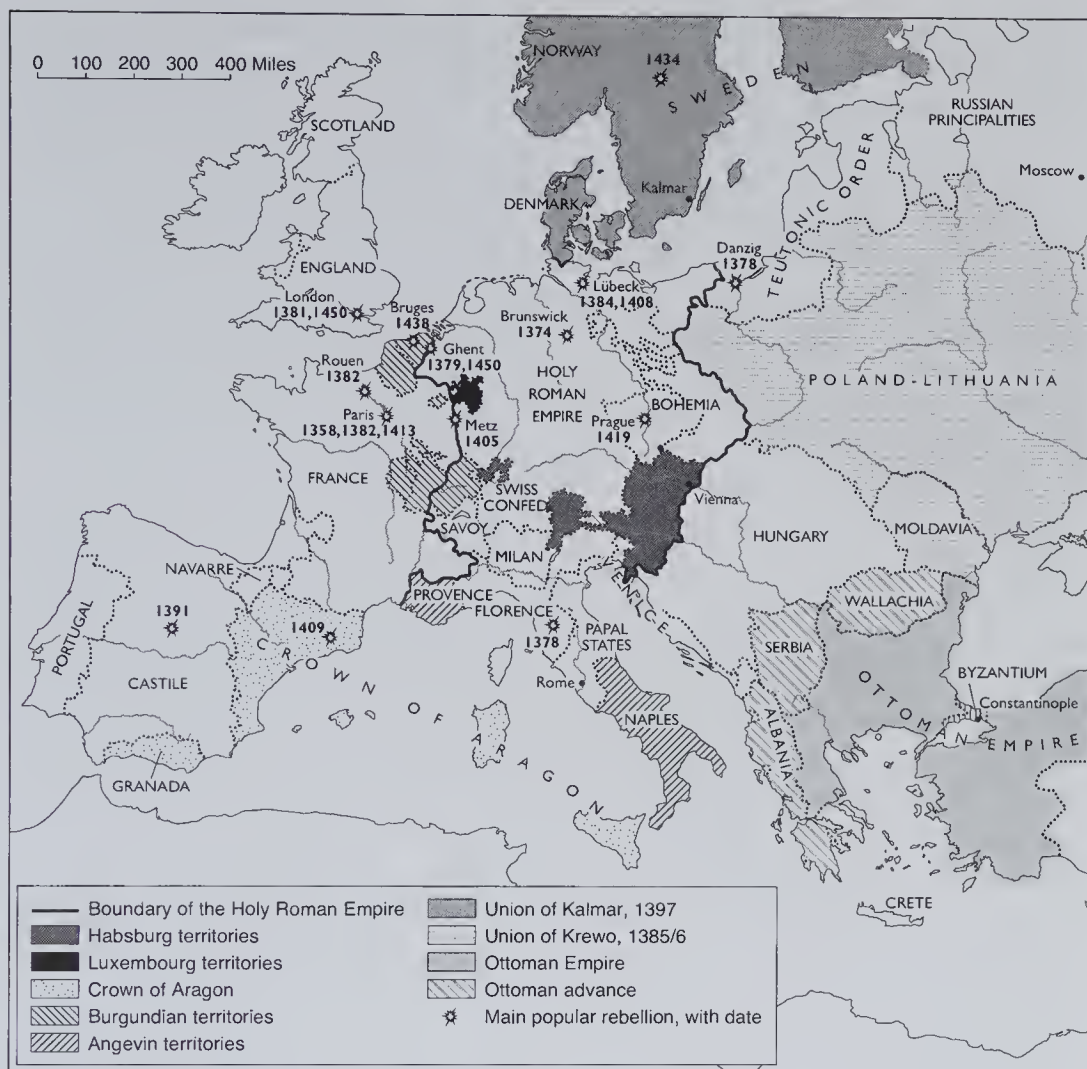 0 100 200 300 400 Miles
NORWAY
1434
SWEDEN
SCOTLAND
RUSSIAN
PRINCIPALITIES
Moscow
TEUTONIC ORDER
DENMARK
Kalmar
ENGLAND
Danzig
1378
Lübeck
1384,1408
London
1381,1450
Bruges
1438
Brunswick
1374
Ghent
1379,1450
Rouen
1382
HOLY
ROMAN
EMPIRE
POLAND-LITHUANIA
BOHEMIA
Paris
1358,1382,1413
Metz
1405
Prague
1419
FRANCE
SWISS
CONFED
Vienna
SAVOY
MILAN
HUNGARY
MOLDAVIA
NAVARRE
PROVENCE
VENICE
FLORENCE
1378
WALLACHIA
PORTUGAL
1391
1409
PAPAL
STATES
SERBIA
CASTILE
CROWN OF ARAGON
Rome
BYZANTIUM
Constantinople
OTTOMAN EMPIRE
NAPLES
ALBANIA
GRANADA
CRETE
Boundary of the Holy Roman Empire
Habsburg territories
Luxembourg territories
Crown of Aragon
Burgundian territories
Angevin territories
Union of Kalmar, 1397
Union of Krewo, 1385/6
Ottoman Empire
Ottoman advance
Main popular rebellion, with date